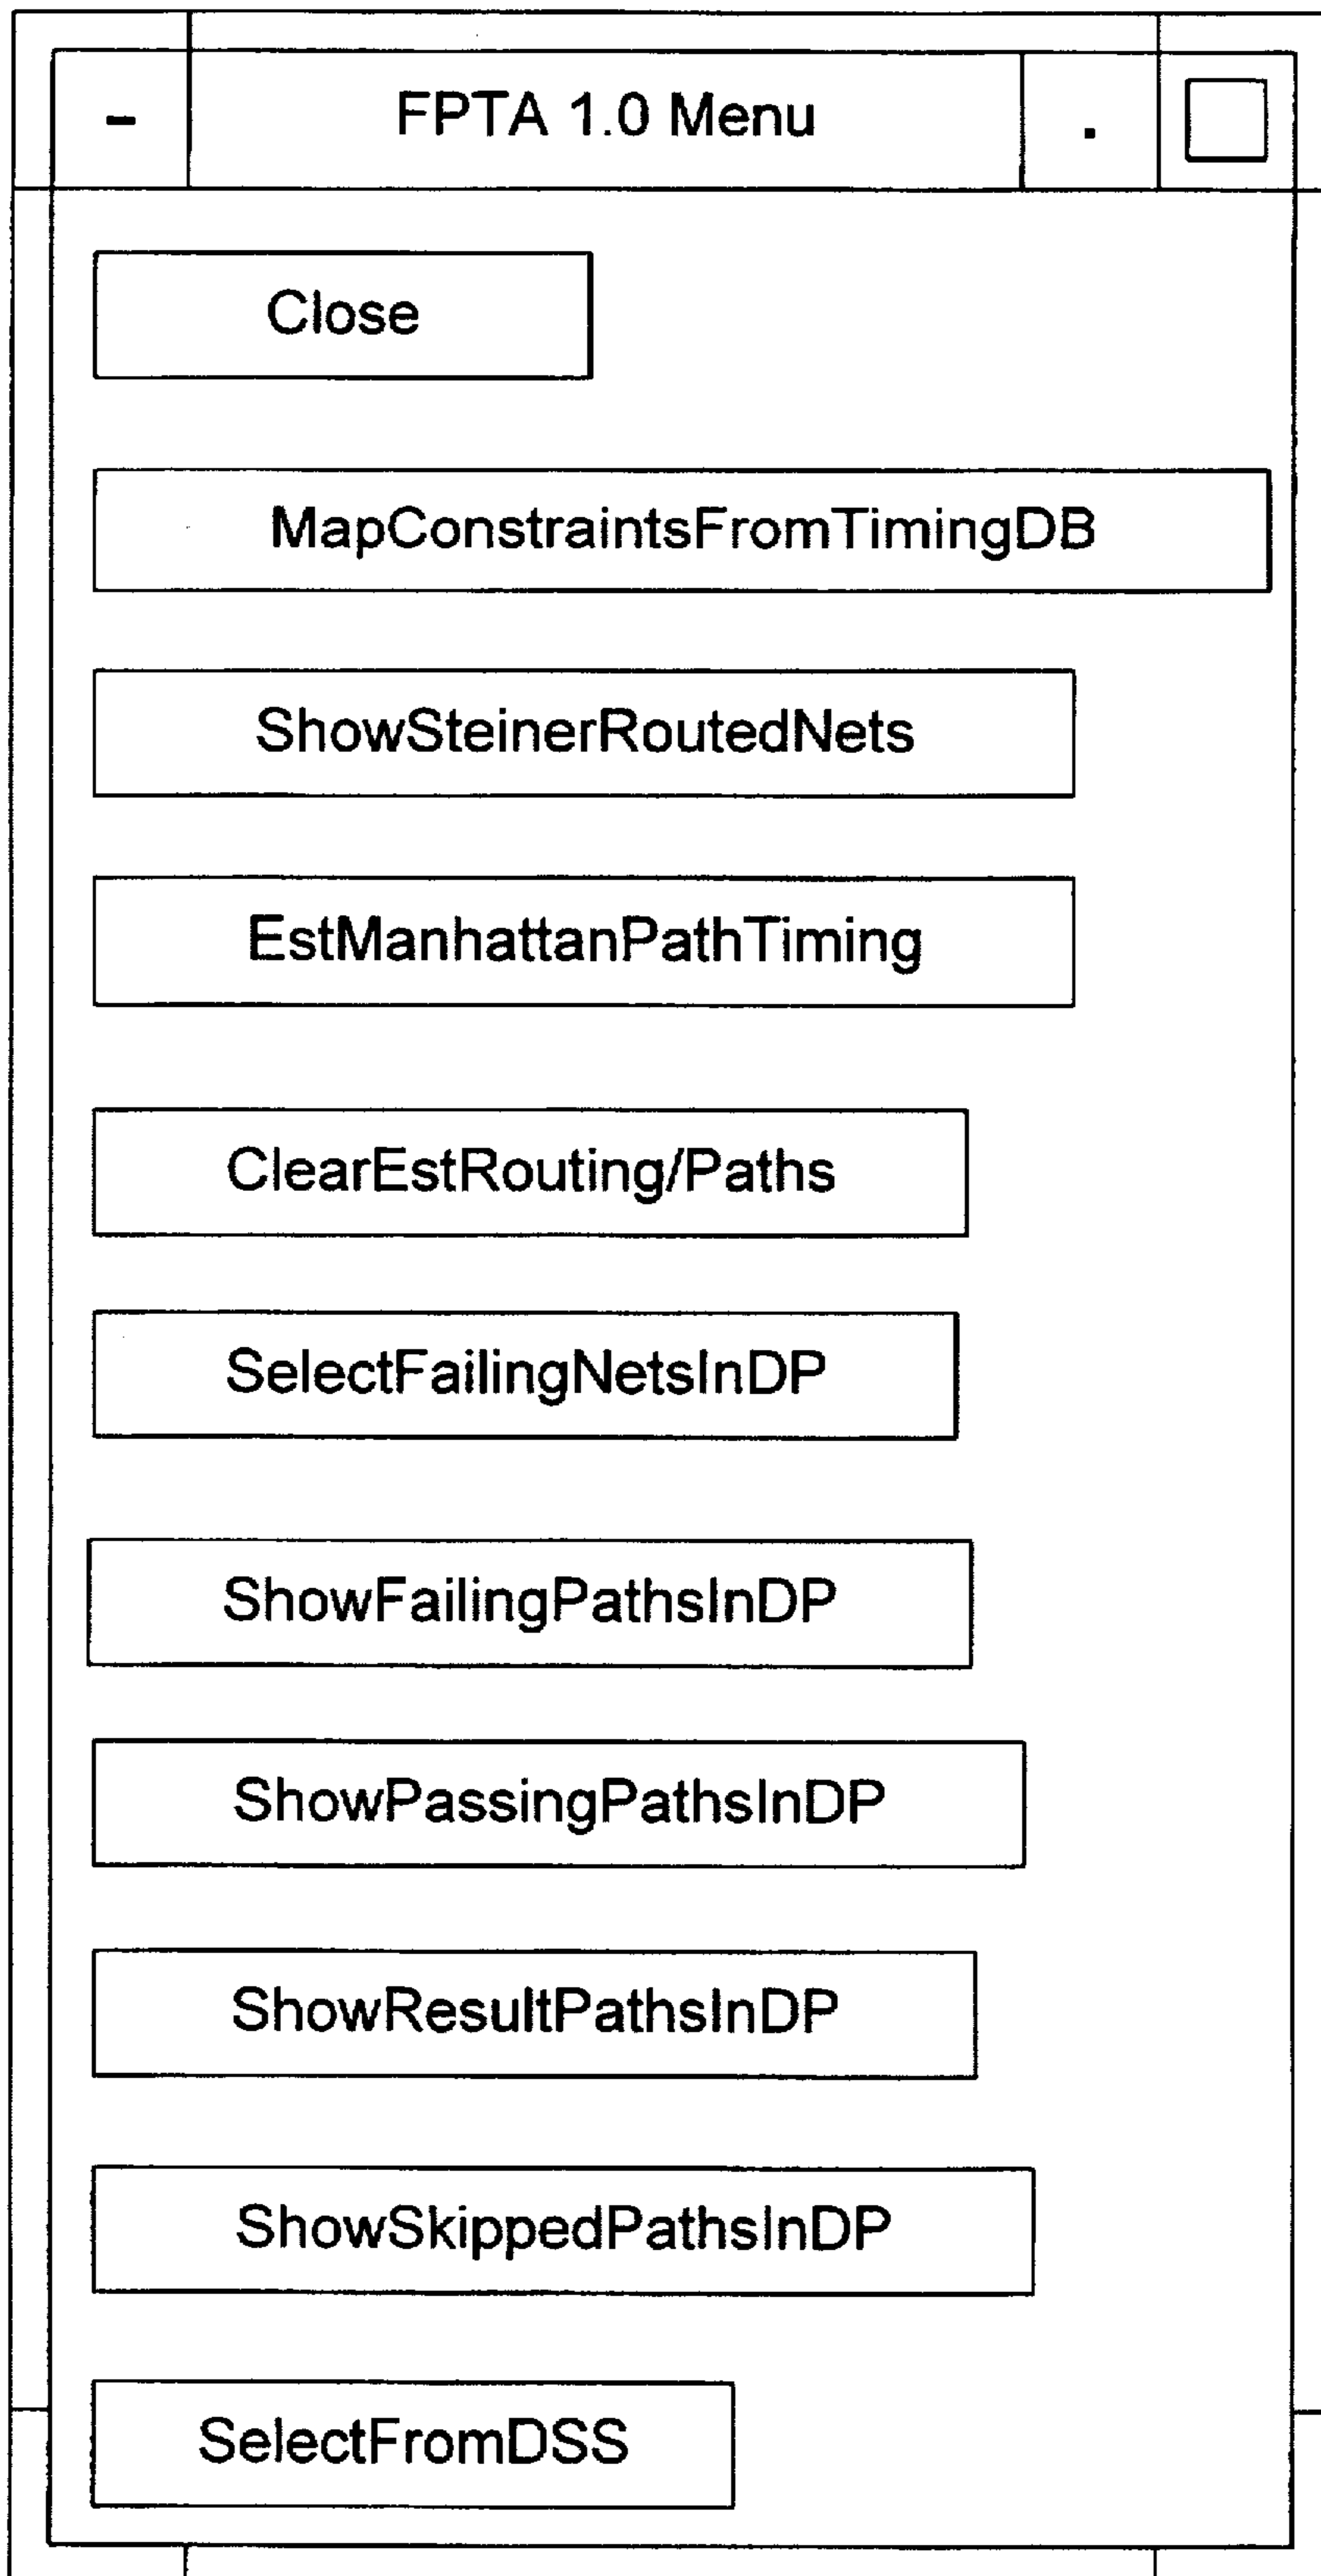 - FPTA 1.0 Menu .
Close
MapConstraintsFromTimingDB
ShowSteinerRoutedNets
EstManhattanPathTiming
ClearEstRouting/Paths
SelectFailingNetsInDP
ShowFailingPathsInDP
ShowPassingPathsInDP
ShowResultPathsInDP
ShowSkippedPathsInDP
SelectFromDSS